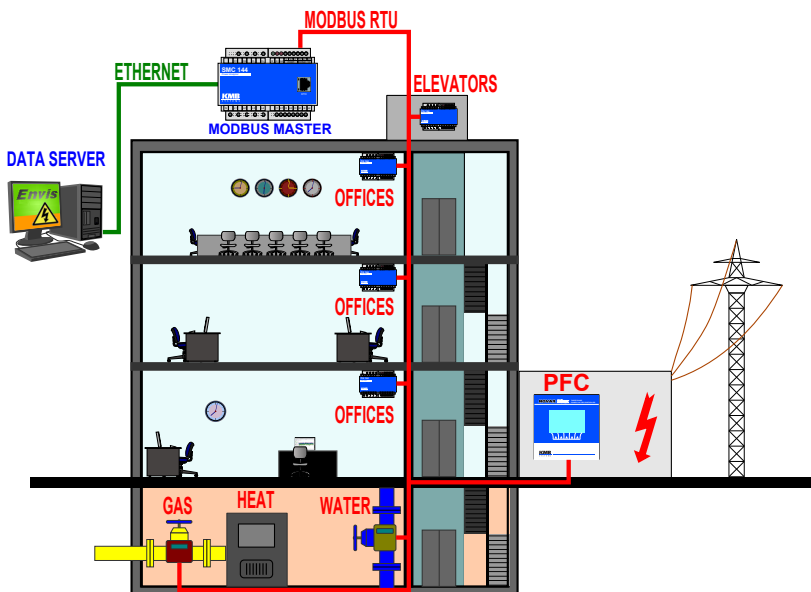 MODBUS RTU
ETHERNET
SMC 144
KMB
MODBUS MASTER
ELEVATORS
DATA SERVER
Envis
OFFICES
OFFICES
OFFICES
PFC
NOVAR
KMB
GAS
HEAT
WATER